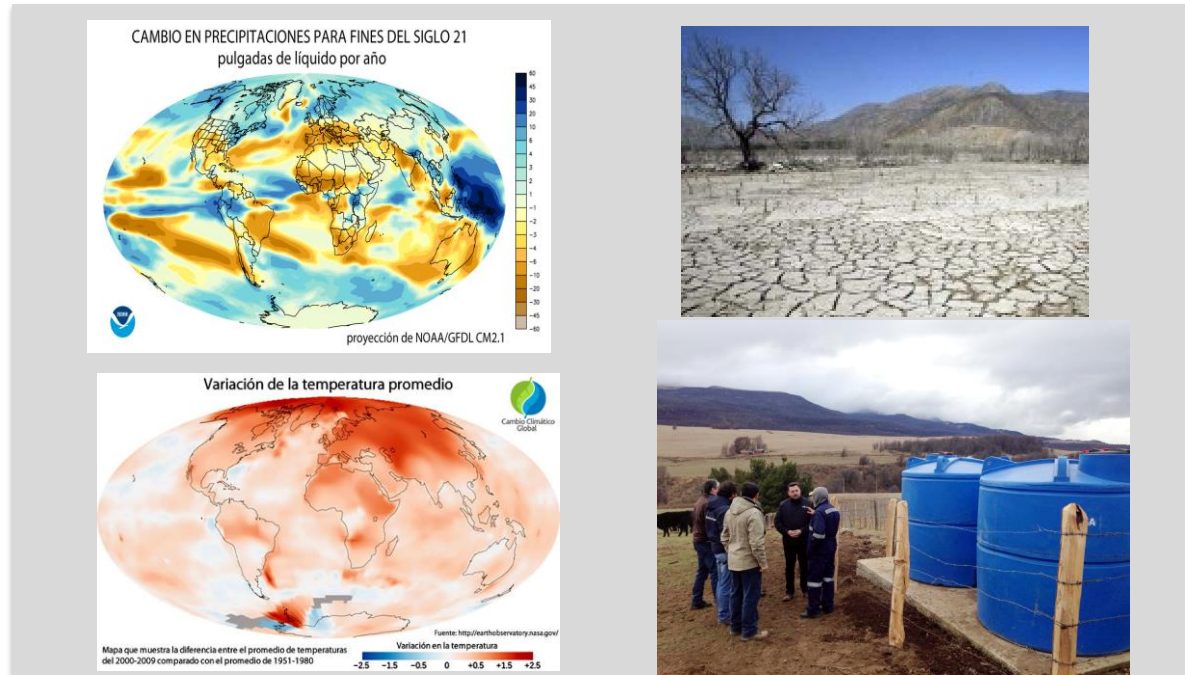 CAMBIO EN PRECIPITACIONES PARA FINES DEL SIGLO 21
pulgadas de líquido por año
60
45
30
20
10
6
4
3
2
1
-1
-2
-3
-4
-6
-10
-20
-30
-45
-60
proyección de NOAA/GFDL CM2.1
Variación de la temperatura promedio
Cambio Climático
Global
Fuente: http://earthobservatory.nasa.gov/
Mapa que muestra la diferencia entre el promedio de temperaturas
del 2000-2009 comparado con el promedio de 1951-1980
Variación en la temperatura
-2.5 -1.5 -0.5 0 +0.5 +1.5 +2.5